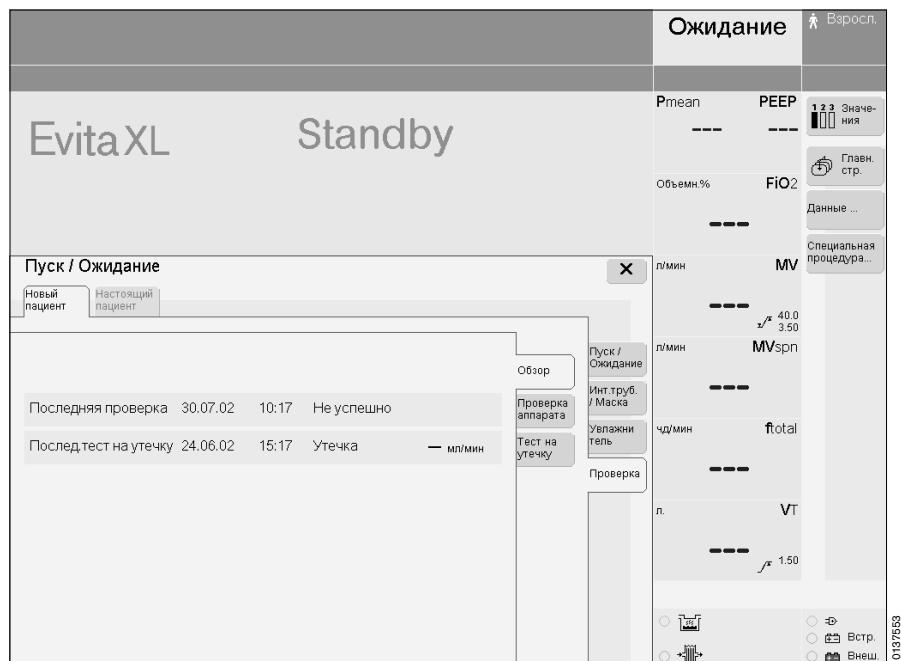 Ожидание
Взросл.
Evita XL
Standby
Pmean PEEP
--- ---
1 2 3 Значе-
ния
Главн.
стр.
Объемн.% FiO2
---
Данные ...
Специальная
процедура...
Пуск / Ожидание
X
Новый
пациент
Настоящий
пациент
л/мин MV
---
40.0
3.50
Обзор
Проверка
аппарата
Тест на
утечку
Пуск /
Ожидание
Инт.труб.
/ Маска
Увлажни
тель
Проверка
Последняя проверка 30.07.02 10:17 Не успешно
Послед.тест на утечку 24.06.02 15:17 Утечка — мл/мин
л/мин MVspn
---
чд/мин ftotal
---
л. VT
---
1.50
Встр.
Внеш.
0137553